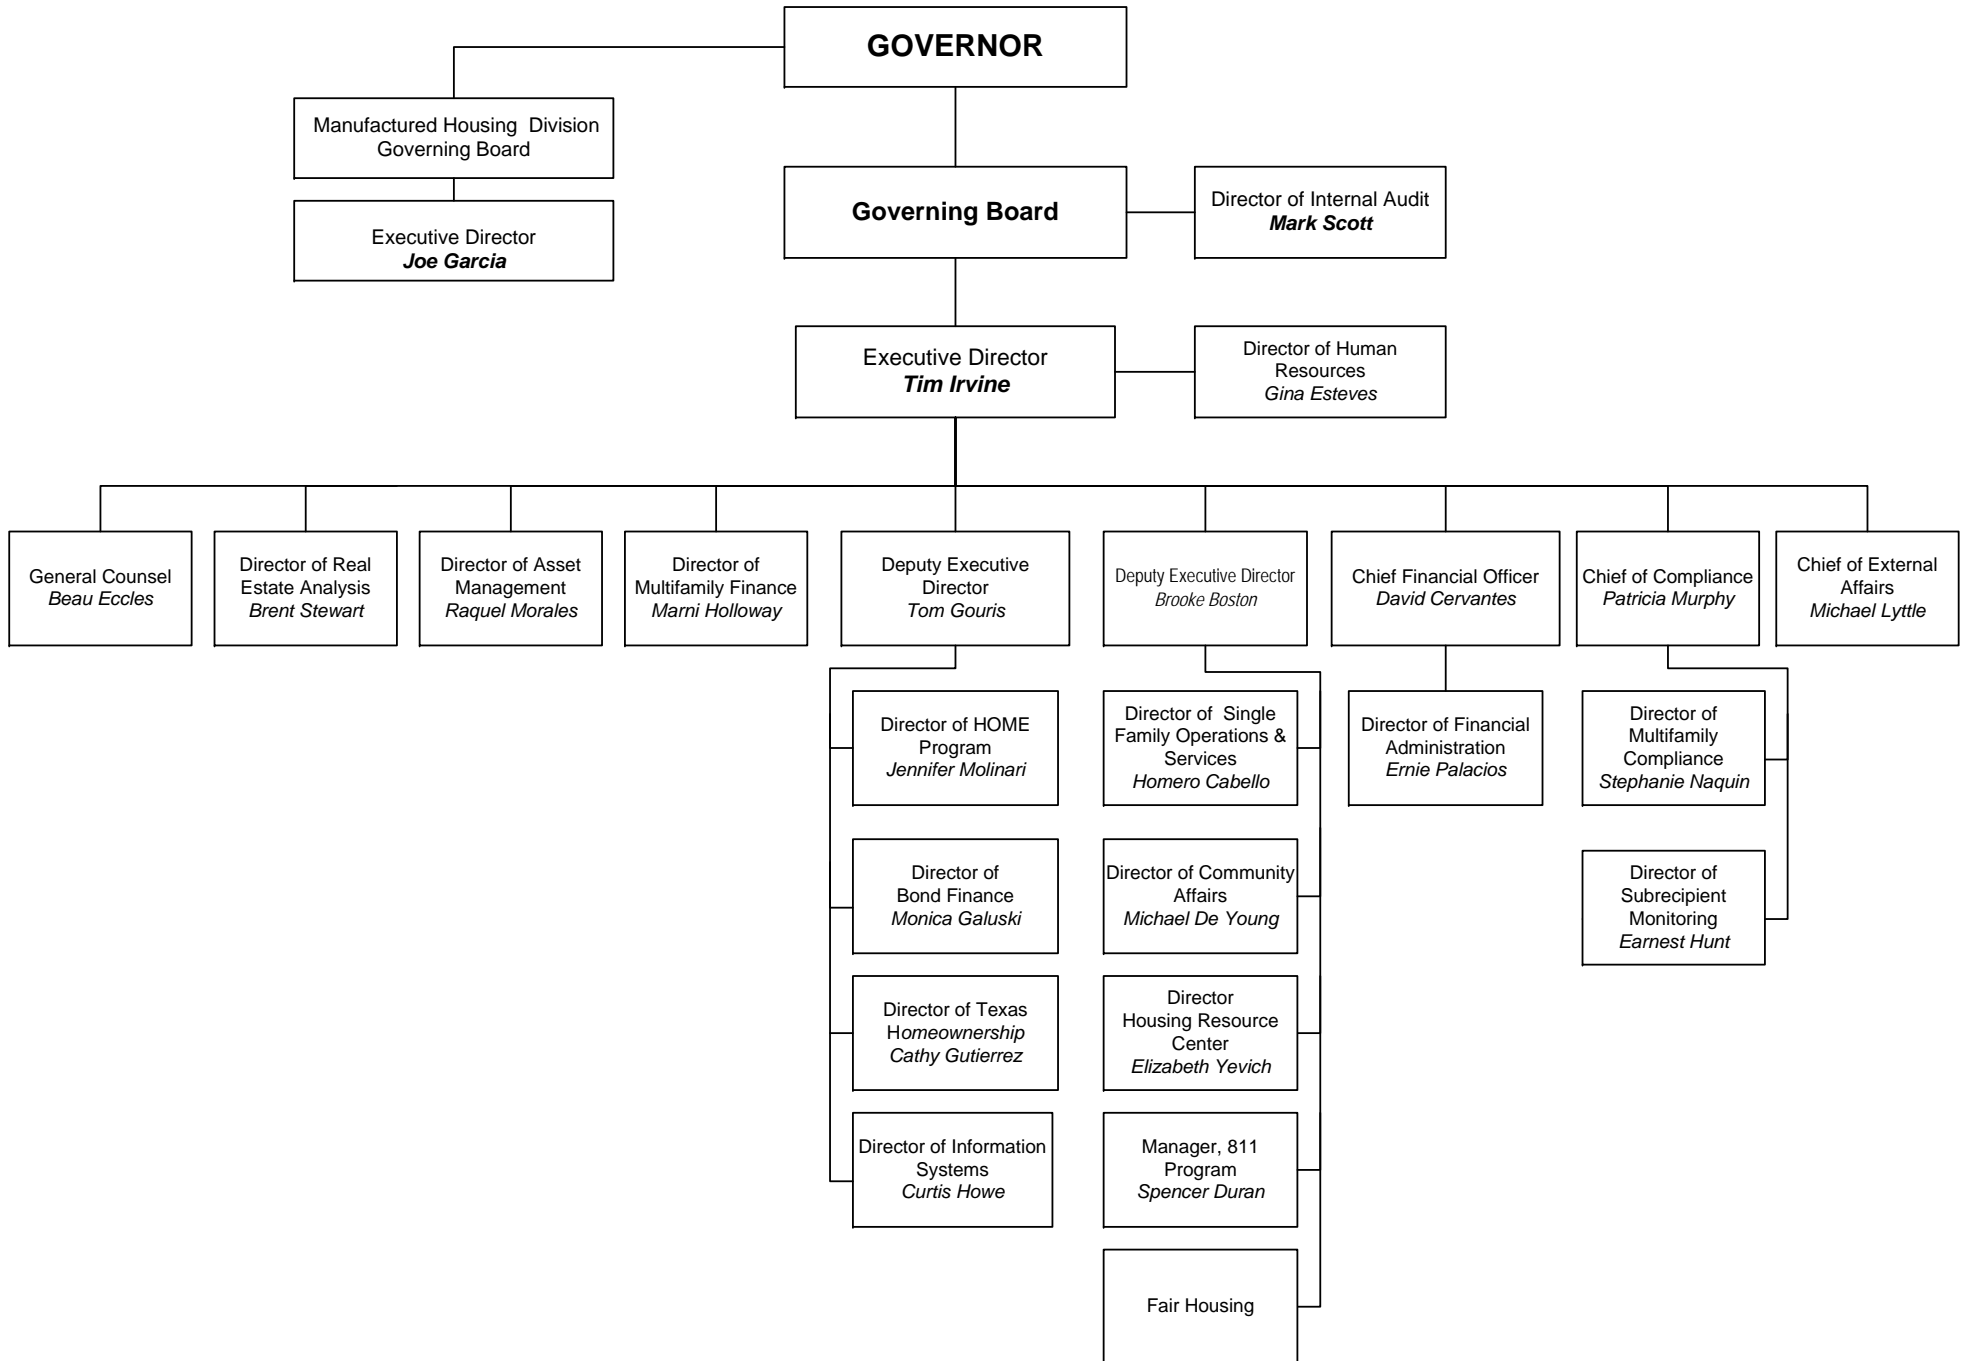 GOVERNOR
Manufactured Housing  Division
Governing Board
Executive Director
Joe Garcia
Governing Board
Director of Internal Audit
Mark Scott
Executive Director
Tim Irvine
Director of Human
Resources
Gina Esteves
General Counsel
Beau Eccles
Director of Real
Estate Analysis
Brent Stewart
Director of Asset
Management
Raquel Morales
Director of
Multifamily Finance
Marni Holloway
Deputy Executive
Director
Tom Gouris
Deputy Executive Director
Brooke Boston
Chief Financial Officer
David Cervantes
Chief of Compliance
Patricia Murphy
Chief of External
Affairs
Michael Lyttle
Director of HOME
Program
Jennifer Molinari
Director of
Bond Finance
Monica Galuski
Director of Texas
Homeownership
Cathy Gutierrez
Director of Information
Systems
Curtis Howe
Director of  Single
Family Operations &
Services
Homero Cabello
Director of Community
Affairs
Michael De Young
Director
Housing Resource
Center
Elizabeth Yevich
Manager, 811
Program
Spencer Duran
Fair Housing
Director of Financial
Administration
Ernie Palacios
Director of
Multifamily
Compliance
Stephanie Naquin
Director of
Subrecipient
Monitoring
Earnest Hunt